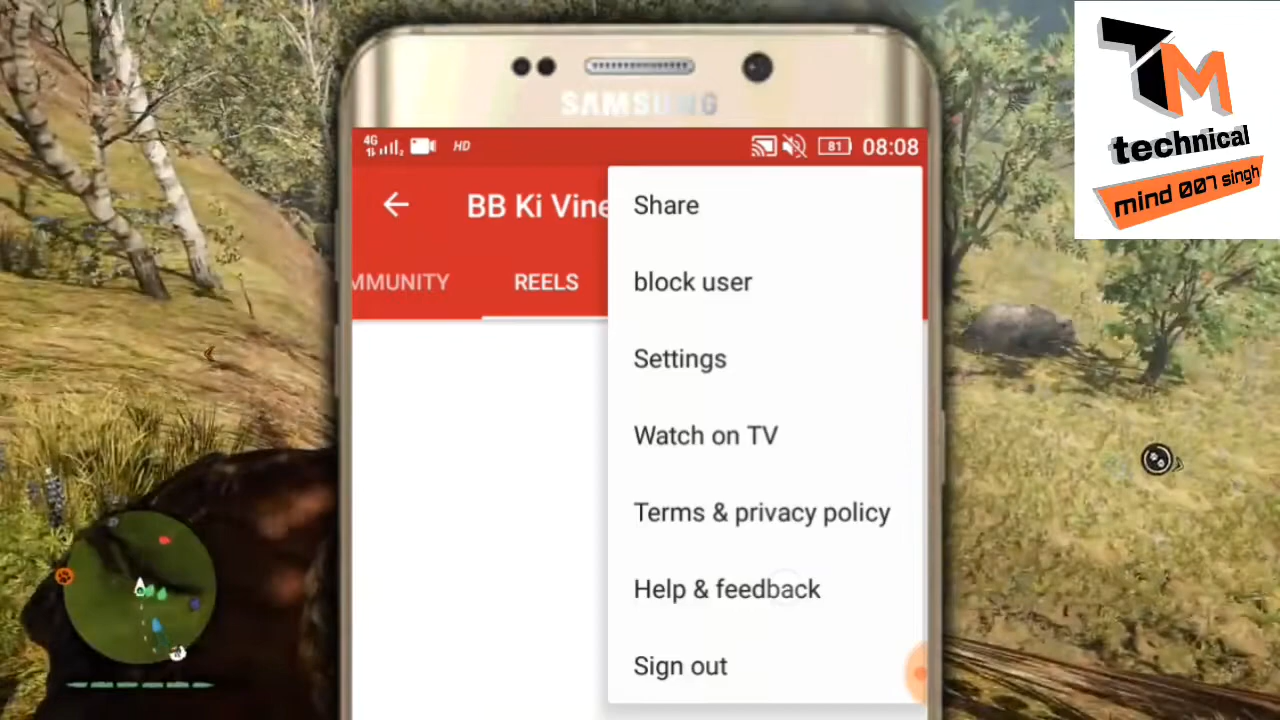 SAMSUNG
4G HD 81 08:08
BB Ki Vine
MMUNITY REELS
Share
block user
Settings
Watch on TV
Terms & privacy policy
Help & feedback
Sign out
TM
technical
mind 007 singh